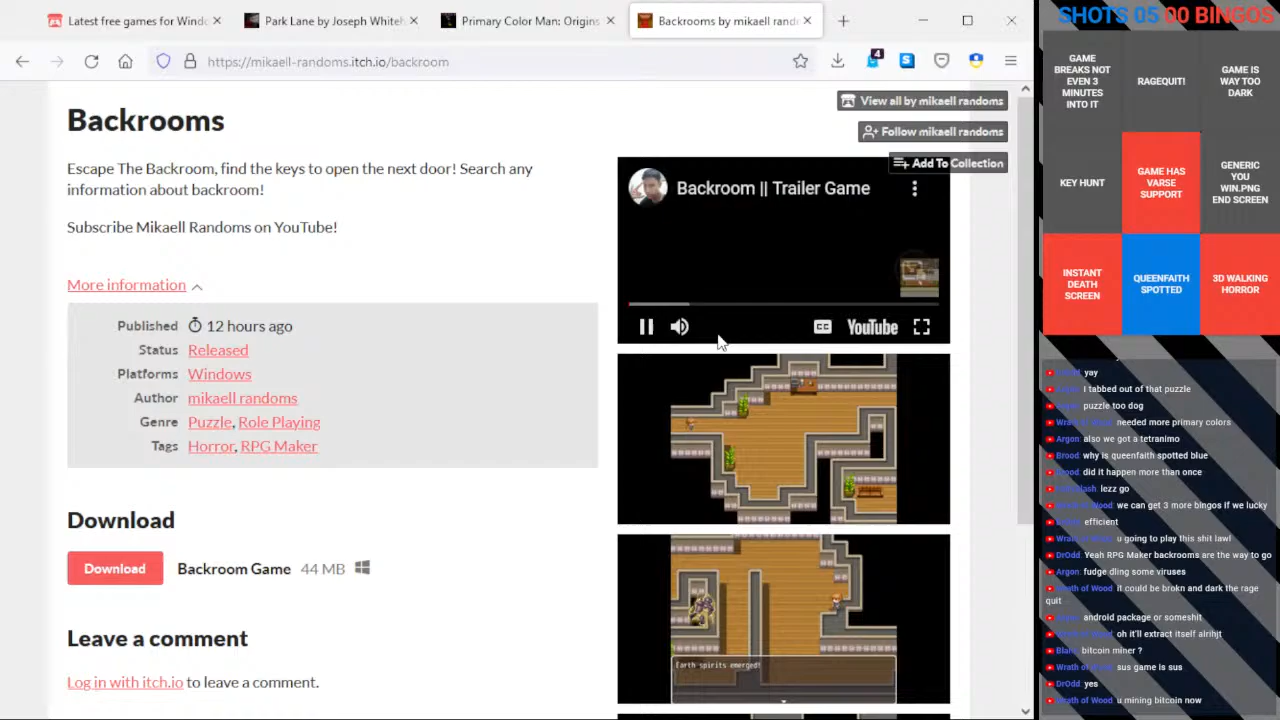 Latest free games for Windo
Park Lane by Joseph Whiteh
Primary Color Man: Origins
Backrooms by mikaell rando
https://mikaell-randoms.itch.io/backroom
4
View all by mikaell randoms
Follow mikaell randoms
Add To Collection
Backrooms
Escape The Backroom, find the keys to open the next door! Search any
information about backroom!
Subscribe Mikaell Randoms on YouTube!
More information
Published 12 hours ago
Status Released
Platforms Windows
Author mikaell randoms
Genre Puzzle, Role Playing
Tags Horror, RPG Maker
Download
Download Backroom Game 44 MB
Leave a comment
Log in with itch.io to leave a comment.
Backroom || Trailer Game
CC YouTube
Earth spirits emerged!
SHOTS 05 00 BINGOS
GAME
BREAKS NOT
EVEN 3
MINUTES
INTO IT
RAGEQUIT!
GAME IS
WAY TOO
DARK
KEY HUNT
GAME HAS
VARSE
SUPPORT
GENERIC
YOU
WIN.PNG
END SCREEN
INSTANT
DEATH
SCREEN
QUEENFAITH
SPOTTED
3D WALKING
HORROR
yay
I tabbed out of that puzzle
puzzle too dog
needed more primary colors
Argon: also we got a tetranimo
Brood: why is queenfaith spotted blue
did it happen more than once
lezz go
we can get 3 more bingos if we lucky
efficient
u going to play this shit lawl
DrOdd: Yeah RPG Maker backrooms are the way to go
Argon: fudge dling some viruses
Wrath of Wood: it could be brokn and dark the rage
quit
android package or someshit
oh it'll extract itself alrihjt
bitcoin miner ?
sus game is sus
DrOdd: yes
Wrath of Wood: u mining bitcoin now